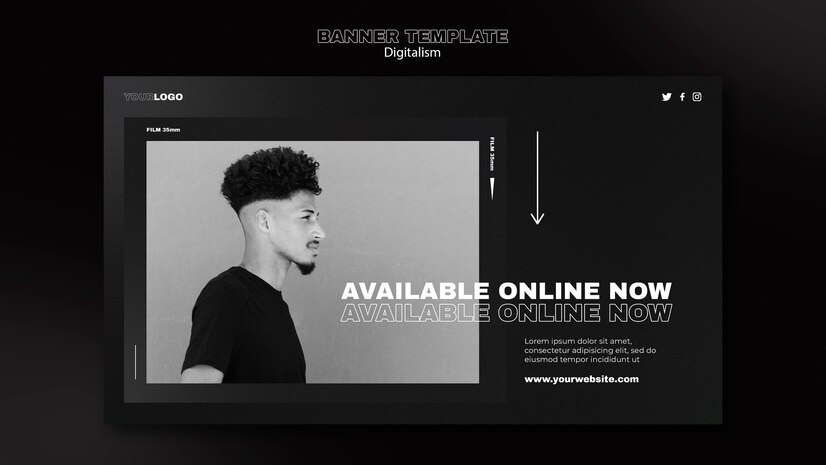 BANNER TEMPLATE
Digitalism
YOURLOGO
FILM 35mm
FILM 35mm
AVAILABLE ONLINE NOW
AVAILABLE ONLINE NOW
Lorem ipsum dolor sit amet,
consectetur adipisicing elit, sed do
eiusmod tempor incididunt ut
www.yourwebsite.com